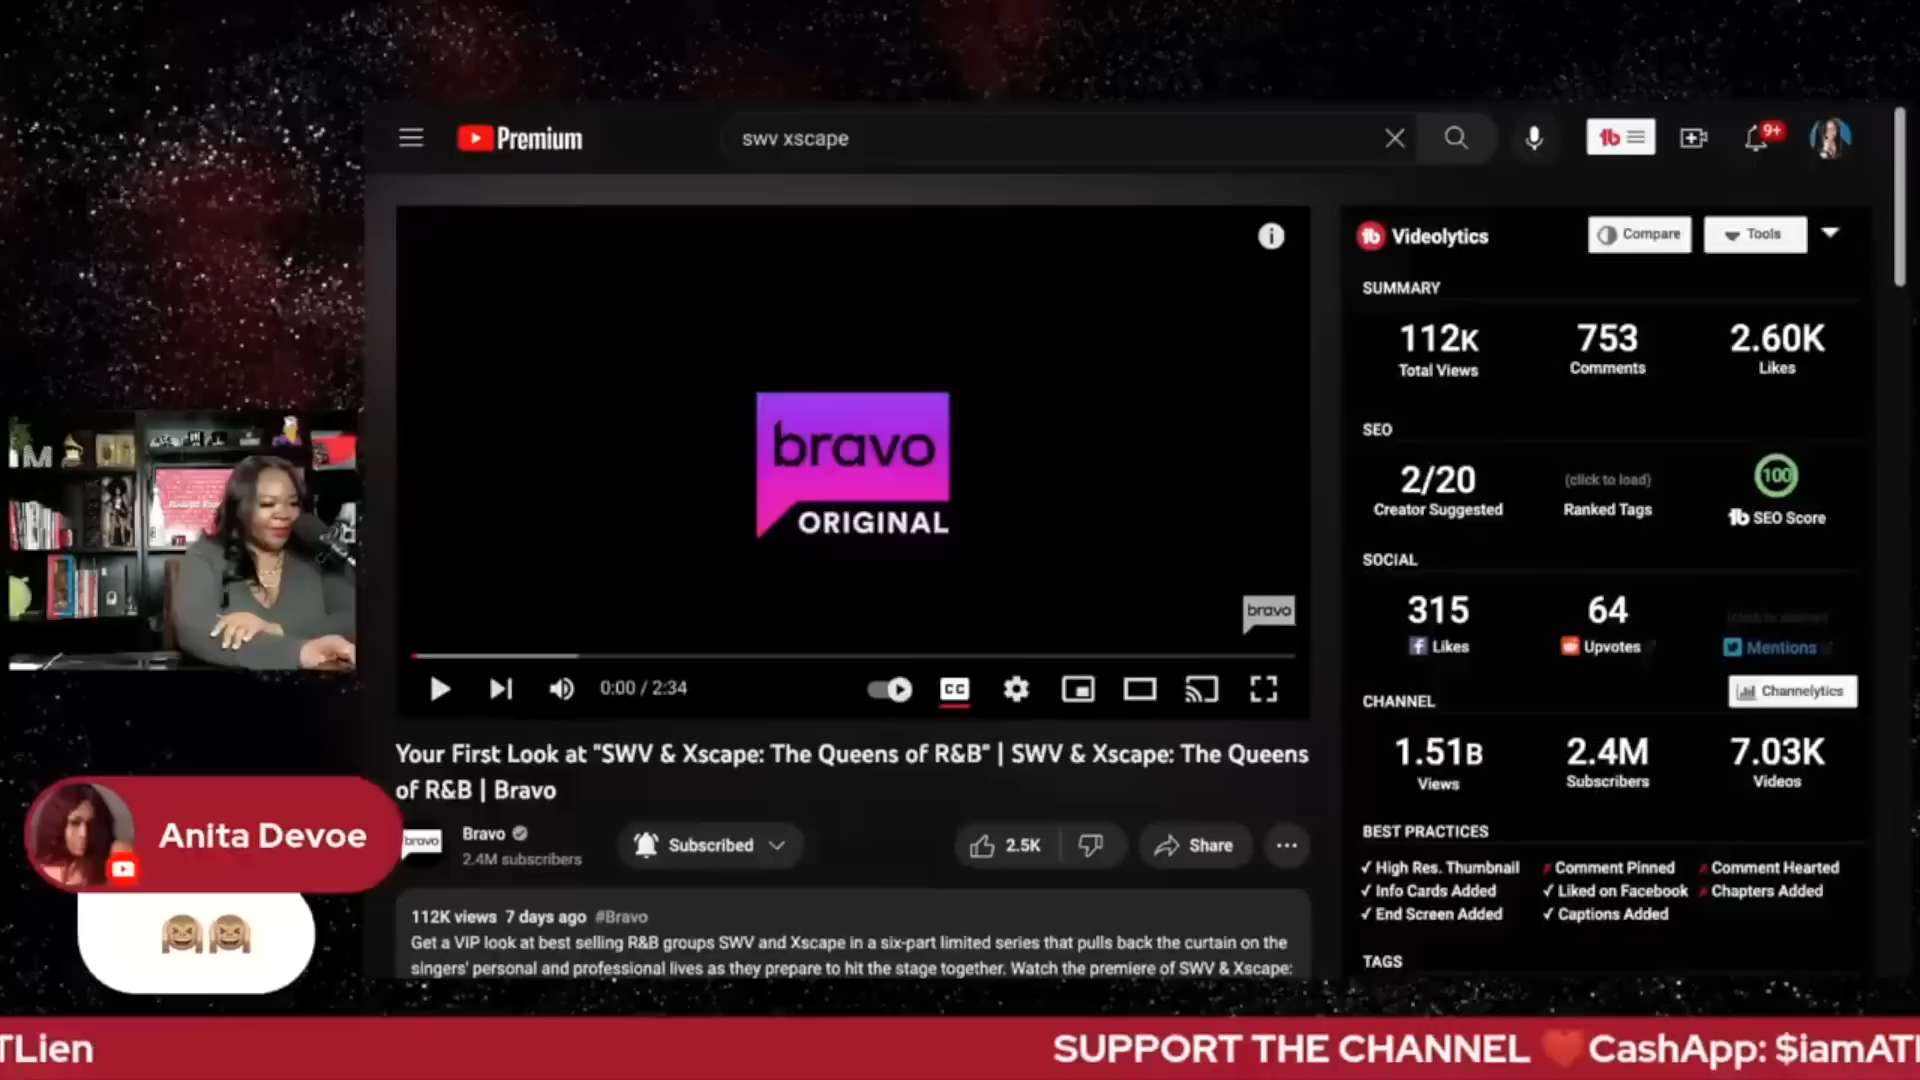 Premium
swv xscape
9+
bravo
ORIGINAL
bravo
0:00 / 2:34
CC
Your First Look at "SWV & Xscape: The Queens of R&B" | SWV & Xscape: The Queens
of R&B | Bravo
bravo
Bravo
2.4M subscribers
Subscribed
2.5K
Share
112K views 7 days ago #Bravo
Get a VIP look at best selling R&B groups SWV and Xscape in a six-part limited series that pulls back the curtain on the
singers' personal and professional lives as they prepare to hit the stage together. Watch the premiere of SWV & Xscape:
Videolytics
Compare
Tools
SUMMARY
112K
753
2.60K
Total Views
Comments
Likes
SEO
2/20
(click to load)
100
Creator Suggested
Ranked Tags
tb SEO Score
SOCIAL
315
64
Likes
Upvotes
Mentions
CHANNEL
Channelytics
1.51B
2.4M
7.03K
Views
Subscribers
Videos
BEST PRACTICES
✓ High Res. Thumbnail
✗ Comment Pinned
✗ Comment Hearted
✓ Info Cards Added
✓ Liked on Facebook
✗ Chapters Added
✓ End Screen Added
✓ Captions Added
TAGS
M
Anita Devoe
TLien
SUPPORT THE CHANNEL ❤️CashApp: $iamATL